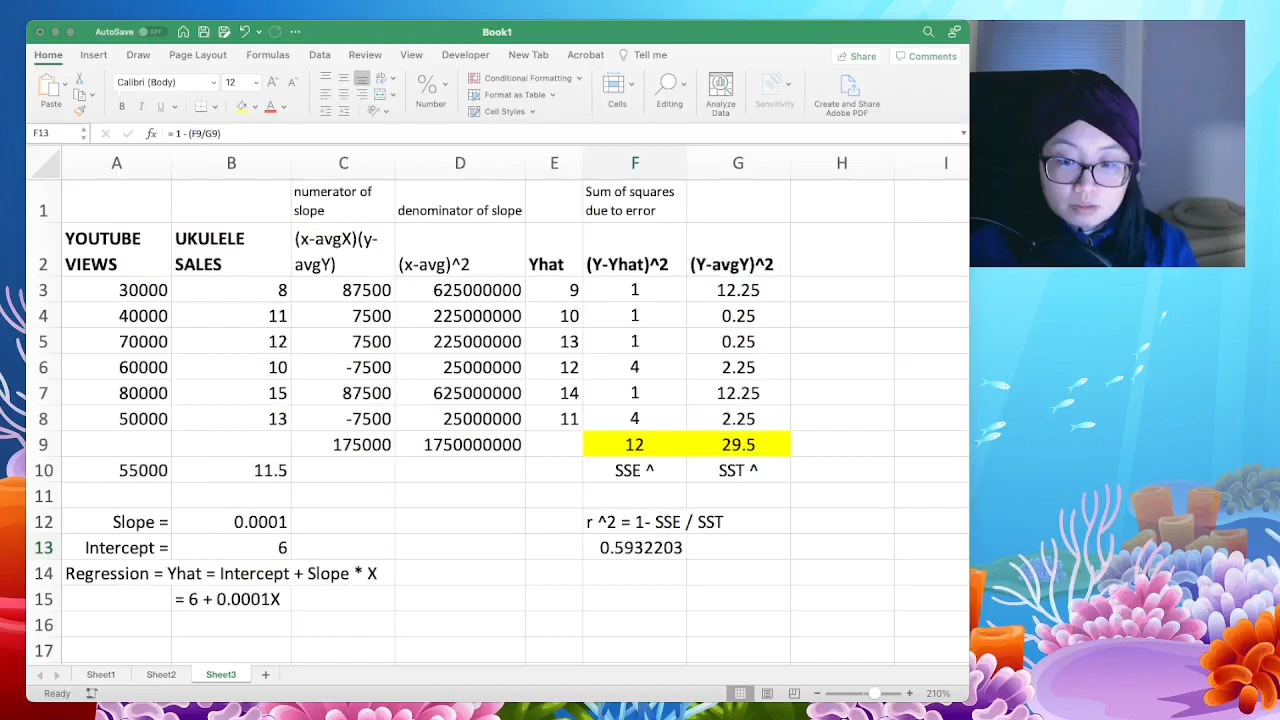 AutoSave OFF Book1
Home Insert Draw Page Layout Formulas Data Review View Developer New Tab Acrobat Tell me Share Comments
Paste Calibri (Body) 12 Number Conditional Formatting Cells Editing Analyze Data Sensitivity Create and Share Adobe PDF
B I U A Format as Table
Cell Styles
F13 fx = 1 - (F9/G9)
A B C D E F G H I
1 numerator of slope denominator of slope Sum of squares due to error
2 YOUTUBE VIEWS UKULELE SALES (x-avgX)(y-avgY) (x-avg)^2 Yhat (Y-Yhat)^2 (Y-avgY)^2
3 30000 8 87500 625000000 9 1 12.25
4 40000 11 7500 225000000 10 1 0.25
5 70000 12 7500 225000000 13 1 0.25
6 60000 10 -7500 25000000 12 4 2.25
7 80000 15 87500 625000000 14 1 12.25
8 50000 13 -7500 25000000 11 4 2.25
9 175000 1750000000 12 29.5
10 55000 11.5 SSE ^ SST ^
11
12 Slope = 0.0001 r ^2 = 1- SSE / SST
13 Intercept = 6 0.5932203
14 Regression = Yhat = Intercept + Slope * X
15 = 6 + 0.0001X
16
17
Sheet1 Sheet2 Sheet3 +
Ready 210%